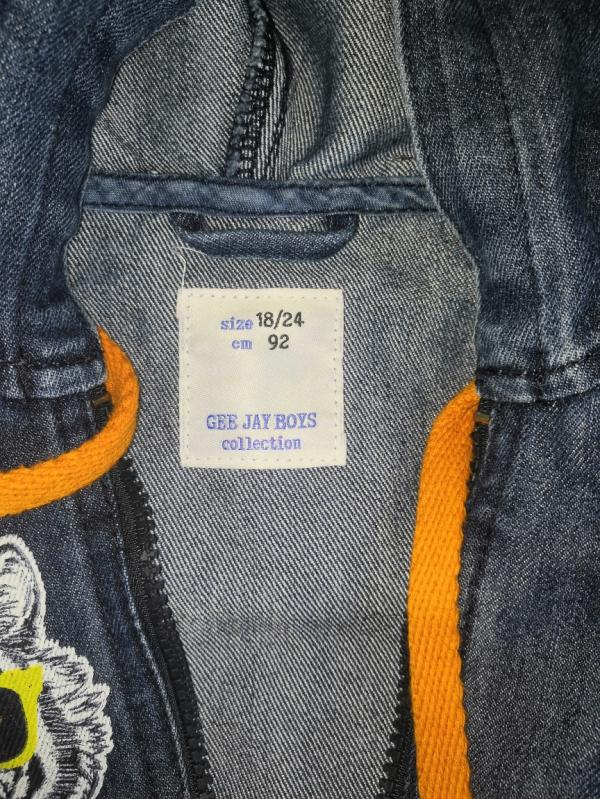 size 18/24
cm 92
GEE JAY BOYS
collection